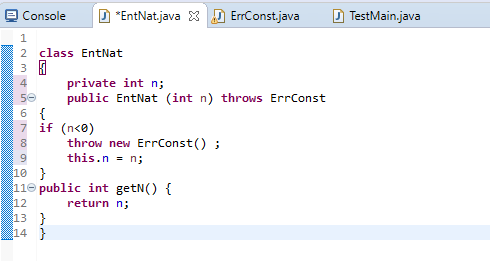 Console *EntNat.java ErrConst.java TestMain.java
1
2 class EntNat
3 {
4 private int n;
5 public EntNat (int n) throws ErrConst
6 {
7 if (n<0)
8 throw new ErrConst() ;
9 this.n = n;
10 }
11 public int getN() {
12 return n;
13 }
14 }